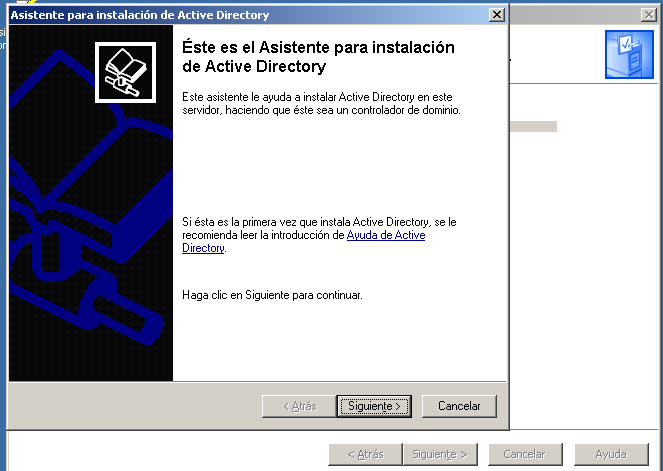 Asistente para instalación de Active Directory
Éste es el Asistente para instalación
de Active Directory
Este asistente le ayuda a instalar Active Directory en este
servidor, haciendo que éste sea un controlador de dominio.
Si ésta es la primera vez que instala Active Directory, se le
recomienda leer la introducción de Ayuda de Active
Directory.
Haga clic en Siguiente para continuar.
< Atrás
Siguiente >
Cancelar
< Atrás
Siguiente >
Cancelar
Ayuda